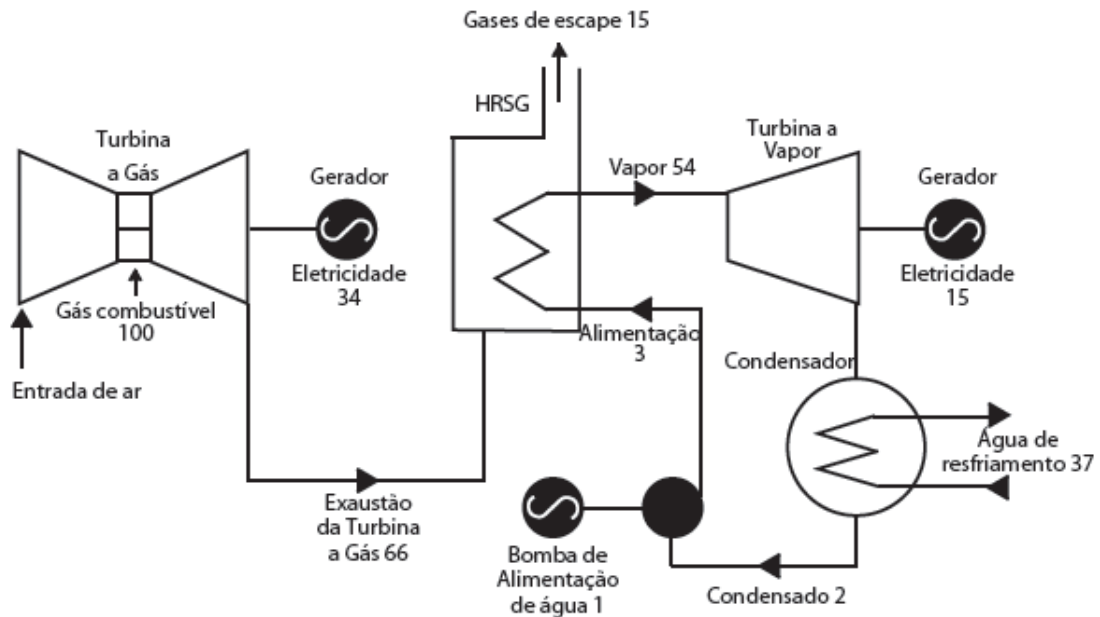 Gases de escape 15
HRSG
Turbina
a Gás
Gerador
Eletricidade
34
Gás combustível
100
Entrada de ar
Vapor 54
Turbina a
Vapor
Gerador
Eletricidade
15
Alimentação
3
Condensador
Água de
resfriamento 37
Exaustão
da Turbina
a Gás 66
Bomba de
Alimentação
de água 1
Condensado 2